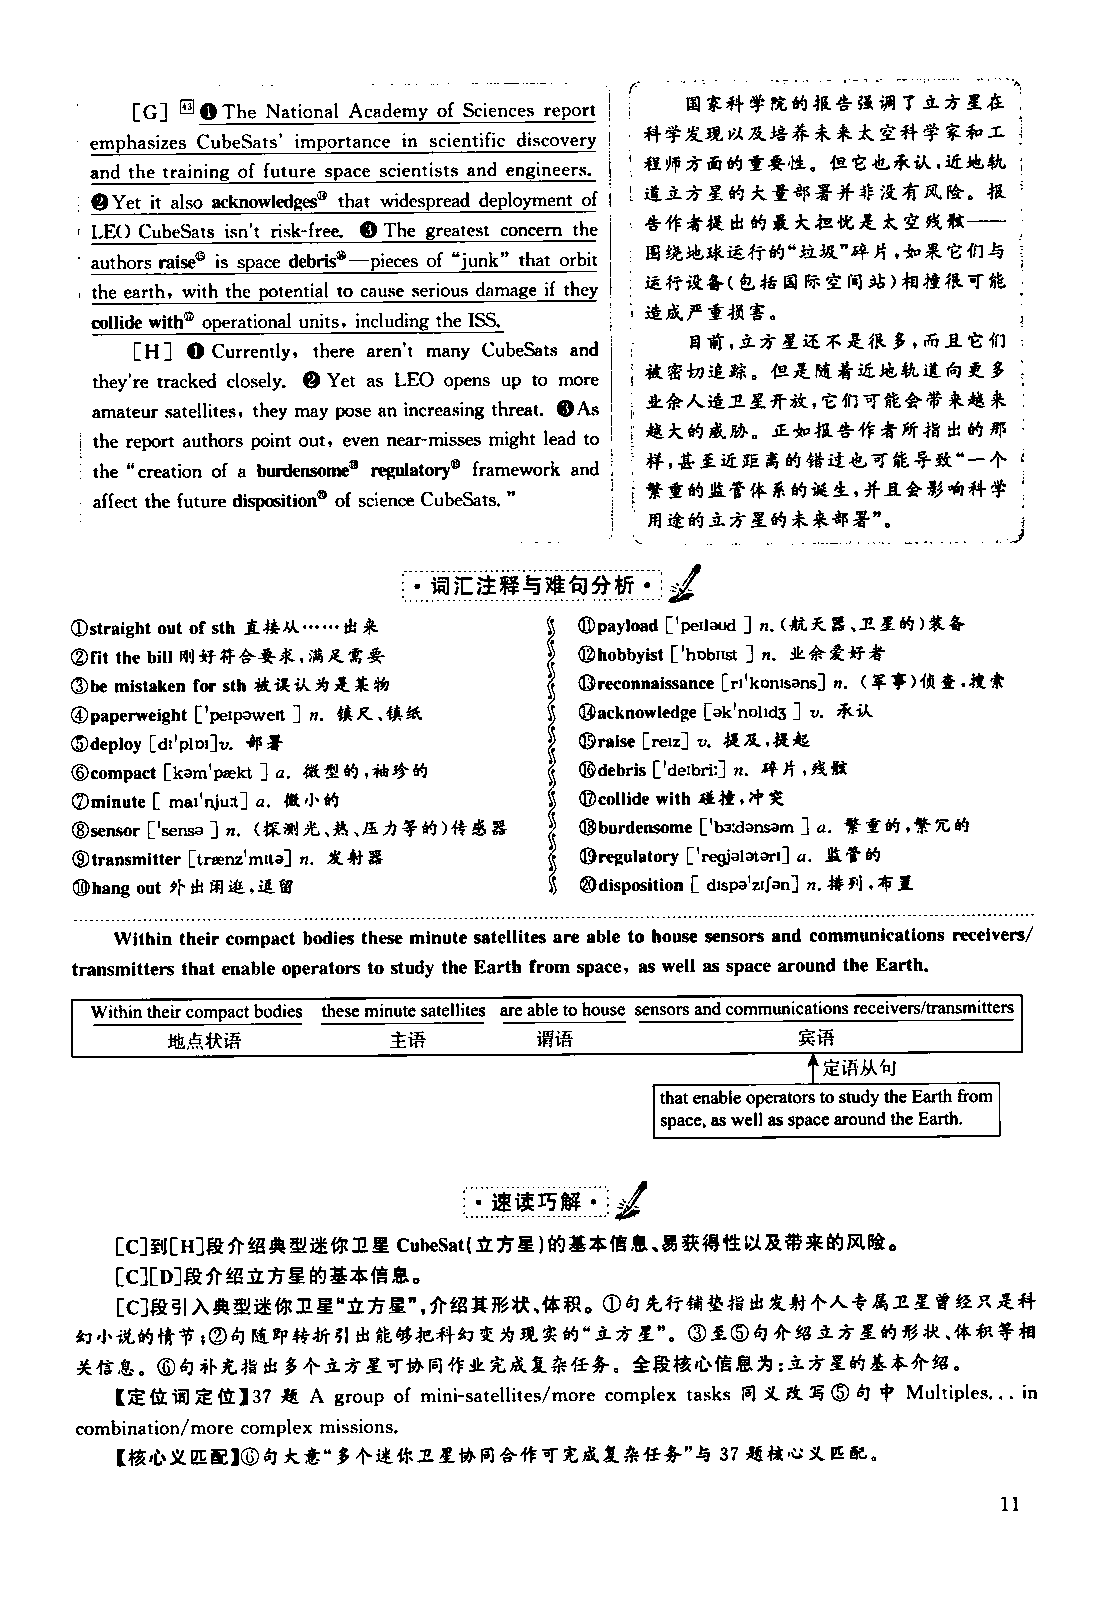 [G] 43 ❶ The National Academy of Sciences report
emphasizes CubeSats' importance in scientific discovery
and the training of future space scientists and engineers.
❷ Yet it also acknowledges⑭ that widespread deployment of
LEO CubeSats isn't risk-free. ❸ The greatest concern the
authors raise⑮ is space debris⑯—pieces of "junk" that orbit
the earth, with the potential to cause serious damage if they
collide with⑰ operational units, including the ISS.
[H] ❶ Currently, there aren't many CubeSats and
they're tracked closely. ❷ Yet as LEO opens up to more
amateur satellites, they may pose an increasing threat. ❸ As
the report authors point out, even near-misses might lead to
the "creation of a burdensome⑱ regulatory⑲ framework and
affect the future disposition⑳ of science CubeSats."
国家科学院的报告强调了立方星在
科学发现以及培养未来太空科学家和工
程师方面的重要性。但它也承认,近地轨
道立方星的大量部署并非没有风险。报
告作者提出的最大担忧是太空残骸——
围绕地球运行的“垃圾”碎片,如果它们与
运行设备(包括国际空间站)相撞很可能
造成严重损害。
目前,立方星还不是很多,而且它们
被密切追踪。但是随着近地轨道向更多
业余人造卫星开放,它们可能会带来越来
越大的威胁。正如报告作者所指出的那
样,甚至近距离的错过也可能导致“一个
繁重的监管体系的诞生,并且会影响科学
用途的立方星的未来部署”。
·词汇注释与难句分析·
①straight out of sth 直接从……出来
②fit the bill 刚好符合要求,满足需要
③be mistaken for sth 被误认为是某物
④paperweight [ˈpeɪpəweɪt ] n. 镇尺、镇纸
⑤deploy [dɪˈplɔɪ]v. 部署
⑥compact [kəmˈpækt ] a. 微型的,袖珍的
⑦minute [ maɪˈnjuːt] a. 微小的
⑧sensor [ˈsensə ] n. (探测光、热、压力等的)传感器
⑨transmitter [trænzˈmɪtə] n. 发射器
⑩hang out 外出闲逛,逗留
⑪payload [ˈpeɪləʊd ] n.(航天器、卫星的)装备
⑫hobbyist [ˈhɒbɪɪst ] n. 业余爱好者
⑬reconnaissance [rɪˈkɒnɪsəns] n. (军事)侦查,搜索
⑭acknowledge [əkˈnɒlɪdʒ ] v. 承认
⑮raise [reɪz] v. 提及,提起
⑯debris [ˈdeɪbriː] n. 碎片,残骸
⑰collide with 碰撞,冲突
⑱burdensome [ˈbɜːdənsəm ] a. 繁重的,繁冗的
⑲regulatory [ˈreɡjələtərɪ] a. 监管的
⑳disposition [ dɪspəˈzɪʃən] n. 排列,布置
Within their compact bodies these minute satellites are able to house sensors and communications receivers/
transmitters that enable operators to study the Earth from space, as well as space around the Earth.
Within their compact bodies these minute satellites are able to house sensors and communications receivers/transmitters
地点状语 主语 谓语 宾语
定语从句
that enable operators to study the Earth from
space, as well as space around the Earth.
·速读巧解·
[C]到[H]段介绍典型迷你卫星 CubeSat(立方星)的基本信息、易获得性以及带来的风险。
[C][D]段介绍立方星的基本信息。
[C]段引入典型迷你卫星“立方星”,介绍其形状、体积。①句先行铺垫指出发射个人专属卫星曾经只是科
幻小说的情节;②句随即转折引出能够把科幻变为现实的“立方星”。③至⑤句介绍立方星的形状、体积等相
关信息。⑥句补充指出多个立方星可协同作业完成复杂任务。全段核心信息为:立方星的基本介绍。
【定位词定位】37 题 A group of mini-satellites/more complex tasks 同义改写⑤句中 Multiples... in
combination/more complex missions.
【核心义匹配】⑥句大意“多个迷你卫星协同合作可完成复杂任务”与 37 题核心义匹配。
11